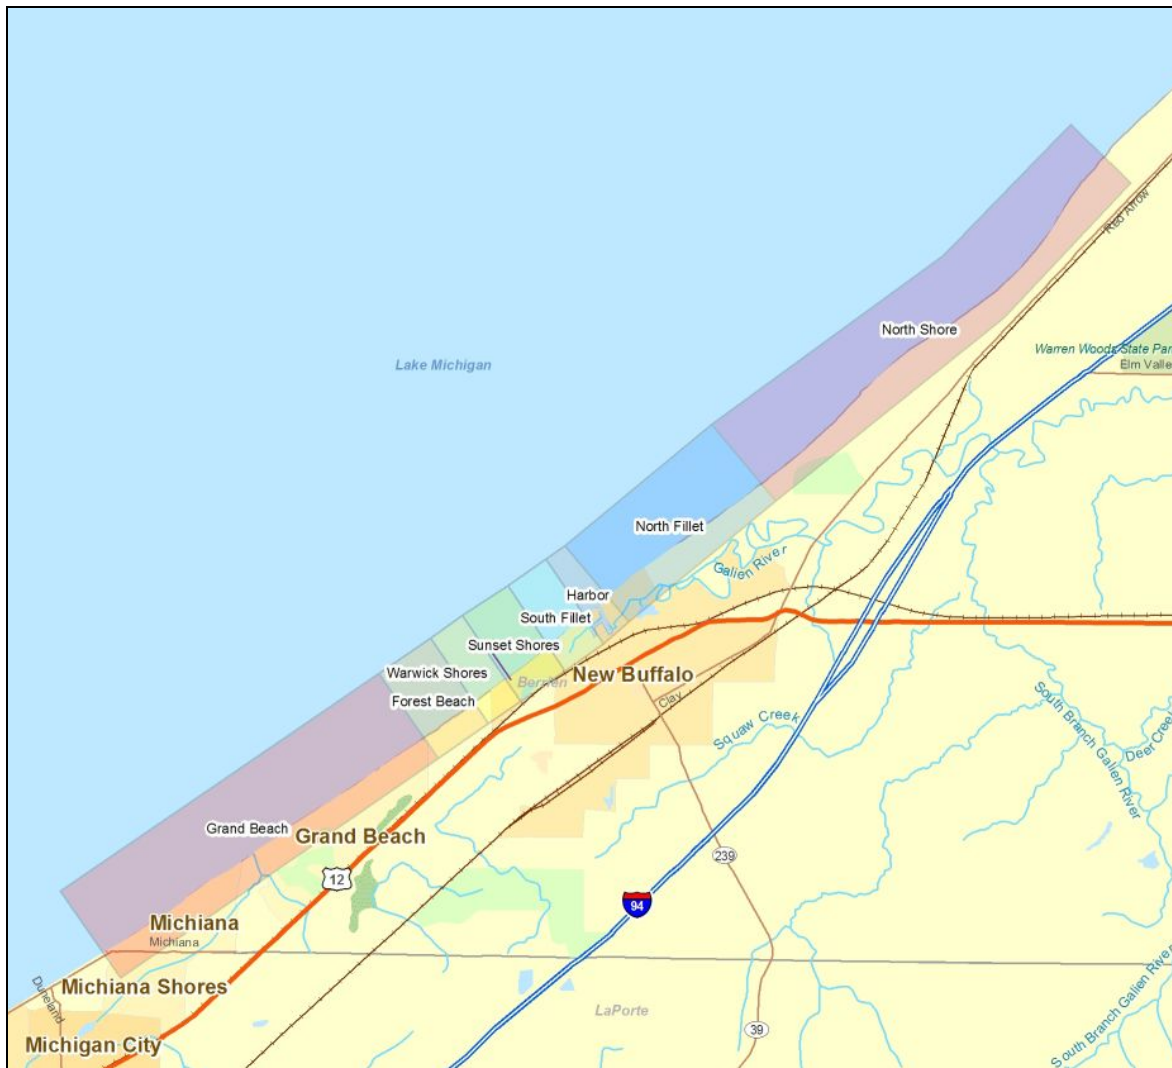 Red Arrow
North Shore
Warren Woods State Par
Elm Valle
Lake Michigan
North Fillet
Galien River
Harbor
South Fillet
Sunset Shores
Warwick Shores
Berrien
New Buffalo
Forest Beach
Clay
Squaw Creek
South Branch Galien River
Deer Creek
Grand Beach
Grand Beach
239
12
94
Michiana
Michiana
Duneland
Michiana Shores
LaPorte
39
Michigan City
South Branch Galien River